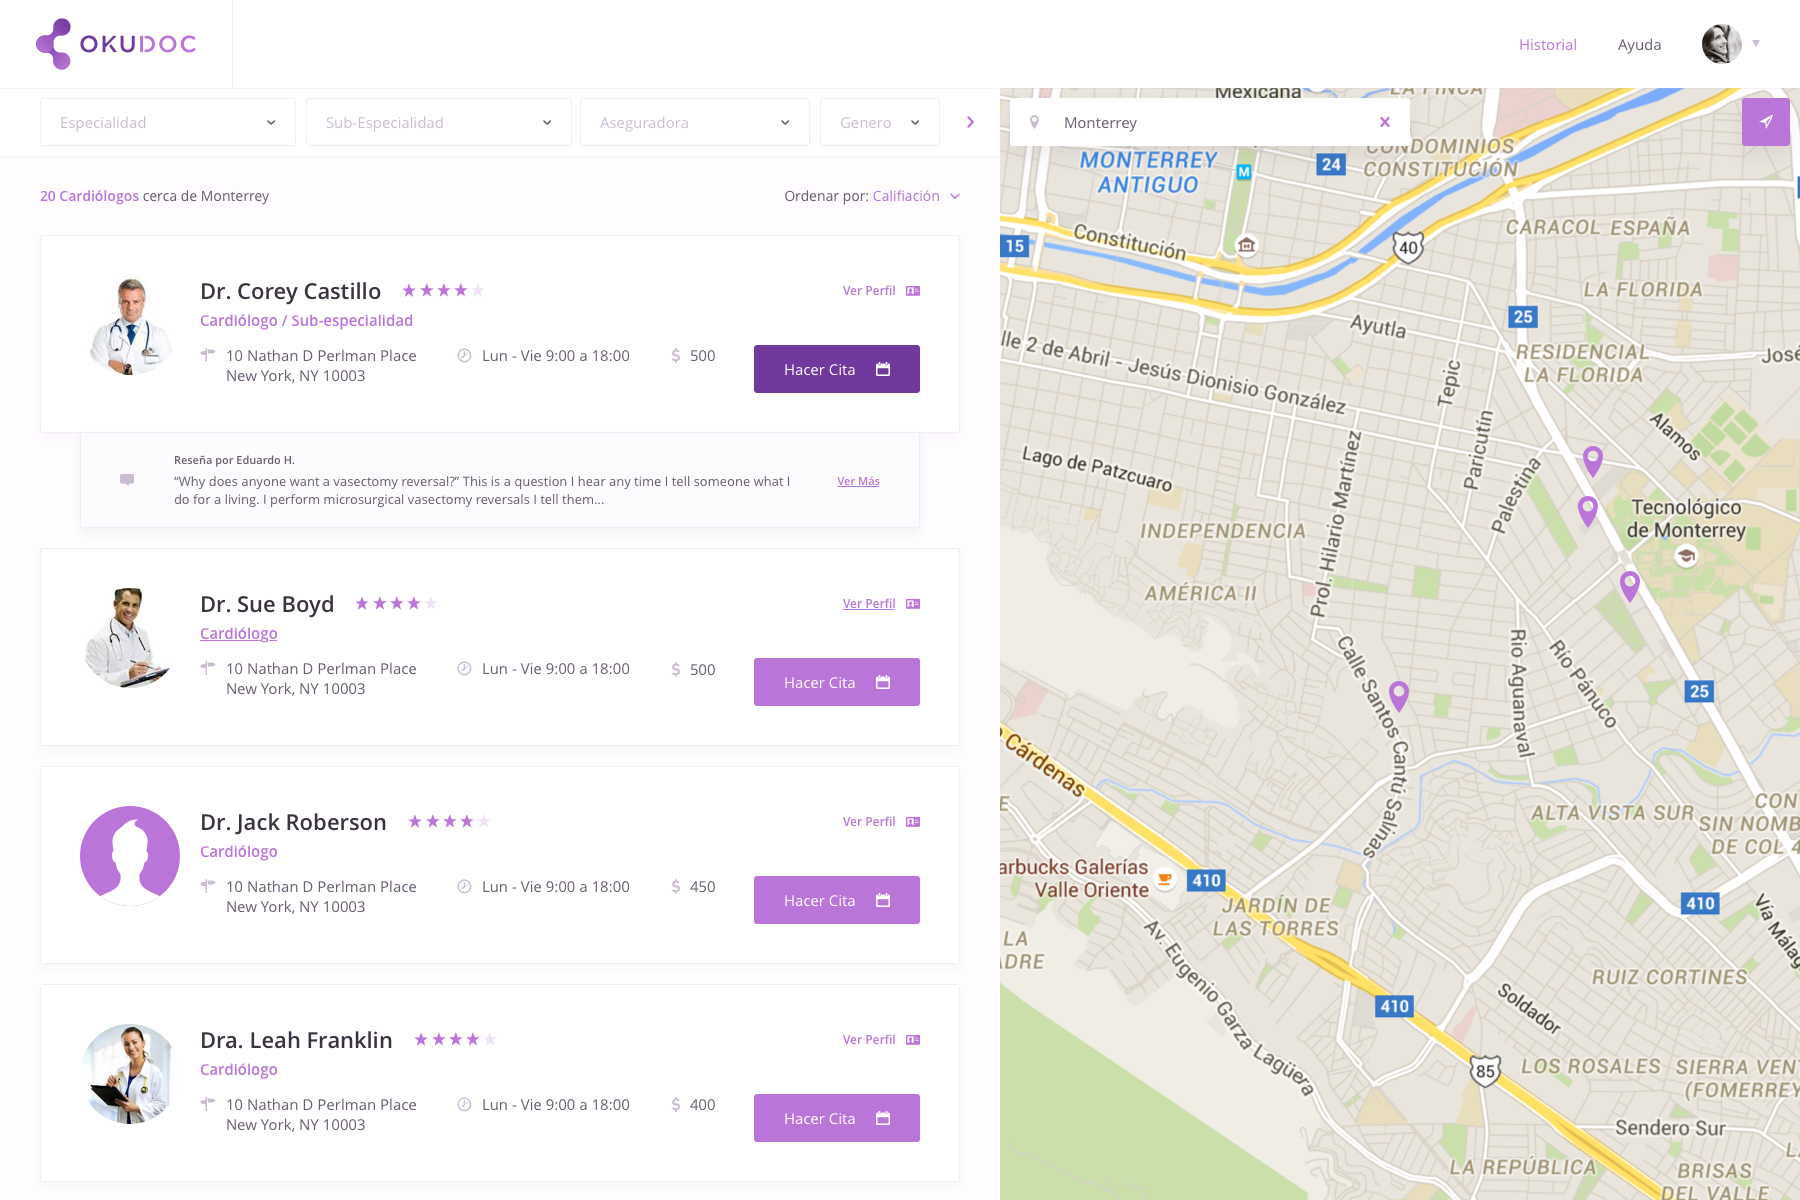 OKUDOC
Historial
Ayuda
Especialidad
Sub-Especialidad
Aseguradora
Genero
20 Cardiólogos cerca de Monterrey
Ordenar por: Califiación
Dr. Corey Castillo
Ver Perfil
Cardiólogo / Sub-especialidad
10 Nathan D Perlman Place
New York, NY 10003
Lun - Vie 9:00 a 18:00
$ 500
Hacer Cita
Reseña por Eduardo H.
“Why does anyone want a vasectomy reversal?” This is a question I hear any time I tell someone what I
do for a living. I perform microsurgical vasectomy reversals I tell them...
Ver Más
Dr. Sue Boyd
Ver Perfil
Cardiólogo
10 Nathan D Perlman Place
New York, NY 10003
Lun - Vie 9:00 a 18:00
$ 500
Hacer Cita
Dr. Jack Roberson
Ver Perfil
Cardiólogo
10 Nathan D Perlman Place
New York, NY 10003
Lun - Vie 9:00 a 18:00
$ 450
Hacer Cita
Dra. Leah Franklin
Ver Perfil
Cardiólogo
10 Nathan D Perlman Place
New York, NY 10003
Lun - Vie 9:00 a 18:00
$ 400
Hacer Cita
Mexicana
LA FINCA
Monterrey
MONTERREY
ANTIGUO
M
24
CONDOMINIOS
CONSTITUCIÓN
15
Constitución
40
CARACOL ESPAÑA
LA FLORIDA
25
Ayutla
RESIDENCIAL
LA FLORIDA
José
lle 2 de Abril - Jesús Dionisio González
Tepic
Paricutín
Alamos
Lago de Patzcuaro
Prol. Hilario Martínez
Palestina
INDEPENDENCIA
Tecnológico
de Monterrey
AMÉRICA II
Calle Santos Cantú Salinas
Rio Aguanaval
Río Pánuco
25
o Cárdenas
ALTA VISTA SUR
CON
SIN NOMB
DE COL 4
arbucks Galerías
Valle Oriente
410
JARDÍN DE
LAS TORRES
410
Via Málag
LA
ADRE
Av. Eugenio Garza Lagüera
RUIZ CORTINES
Soldador
410
85
LOS ROSALES
SIERRA VENT
(FOMERREY
Sendero Sur
LA REPÚBLICA
BRISAS
DEL VALLE